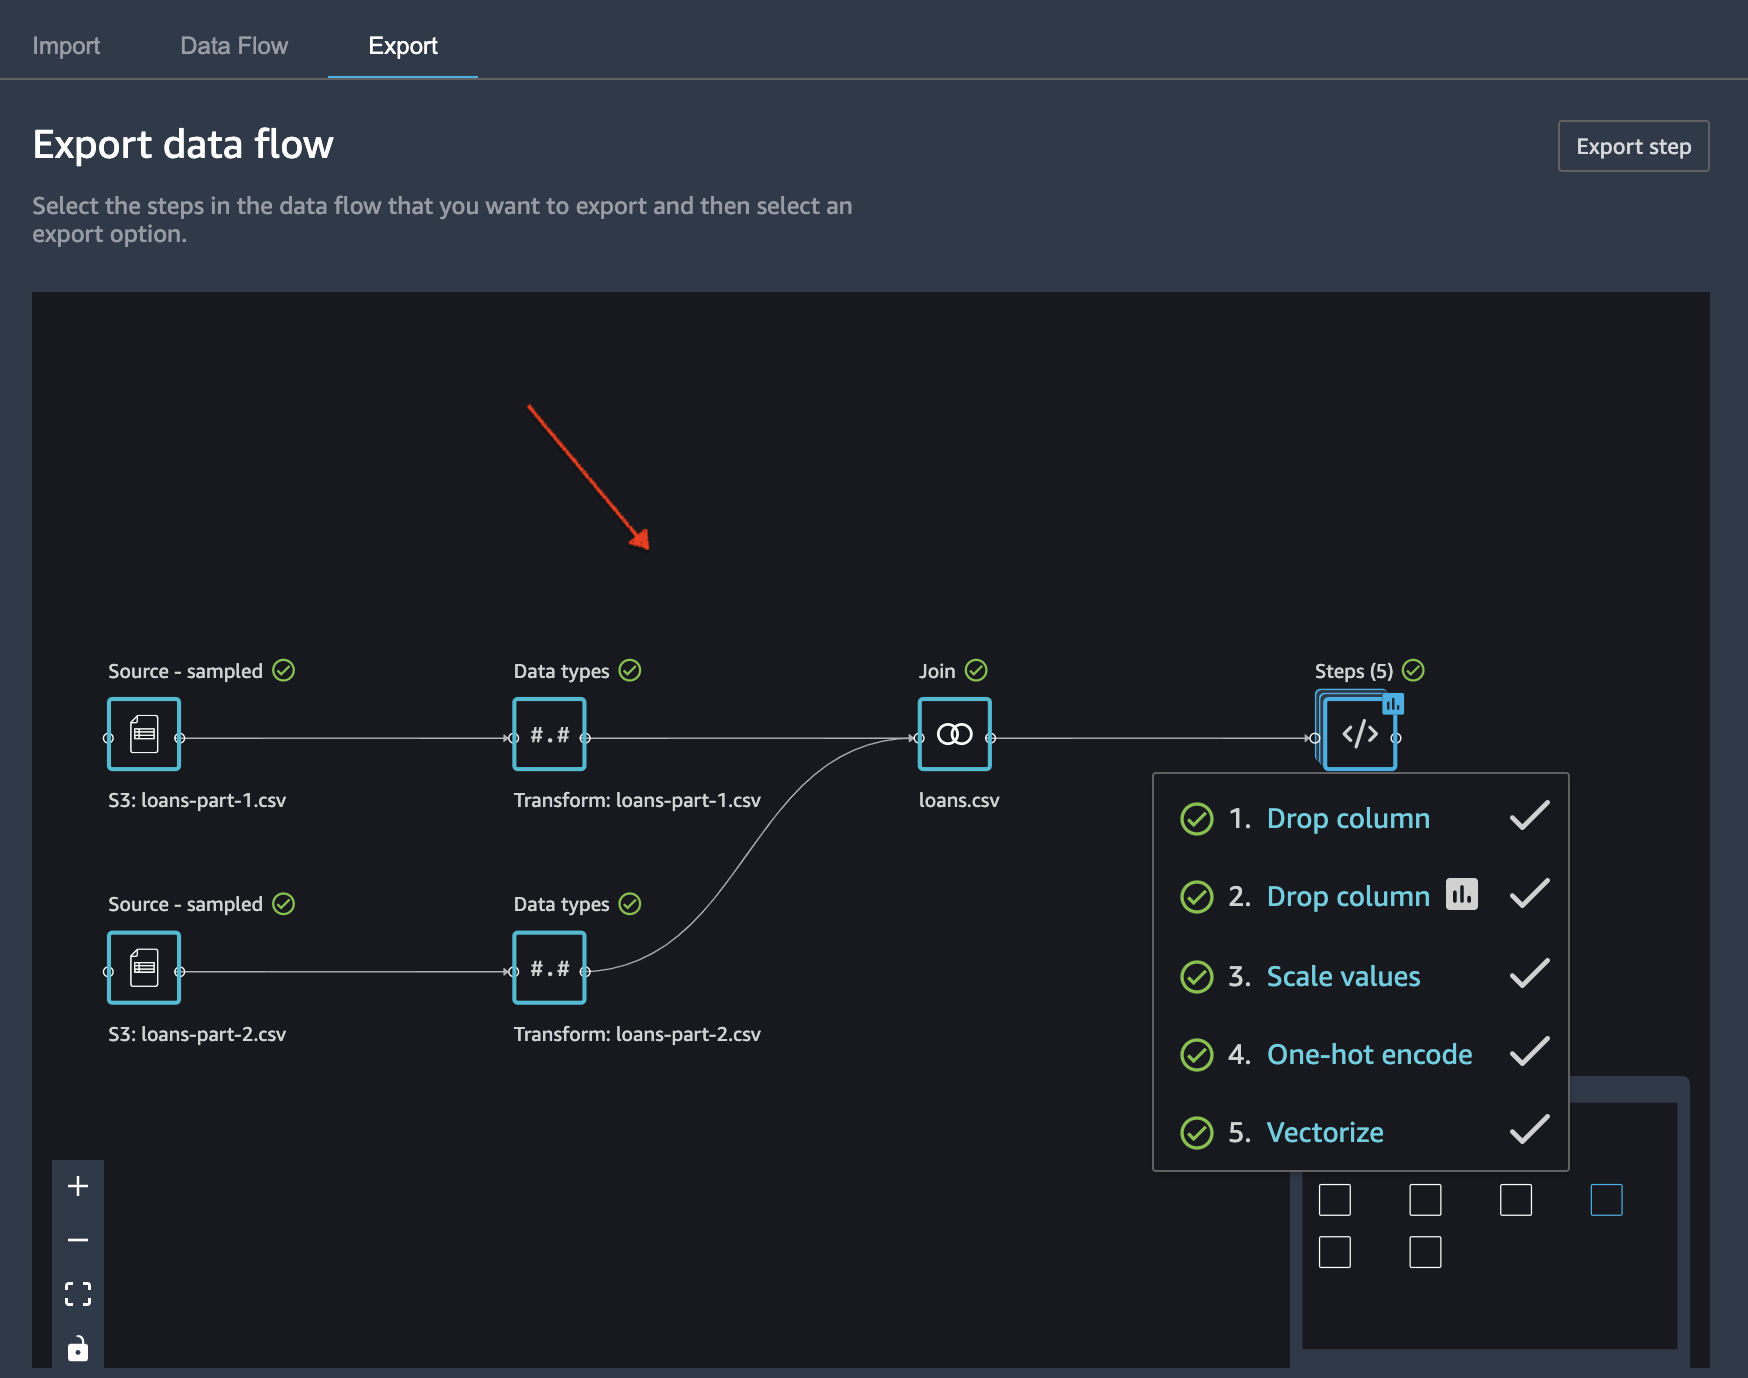 Import
Data Flow
Export
Export data flow
Export step
Select the steps in the data flow that you want to export and then select an
export option.
Source - sampled
Data types
Join
Steps (5)
#.#
</>
S3: loans-part-1.csv
Transform: loans-part-1.csv
loans.csv
1. Drop column
2. Drop column
3. Scale values
4. One-hot encode
5. Vectorize
Source - sampled
Data types
#.#
S3: loans-part-2.csv
Transform: loans-part-2.csv